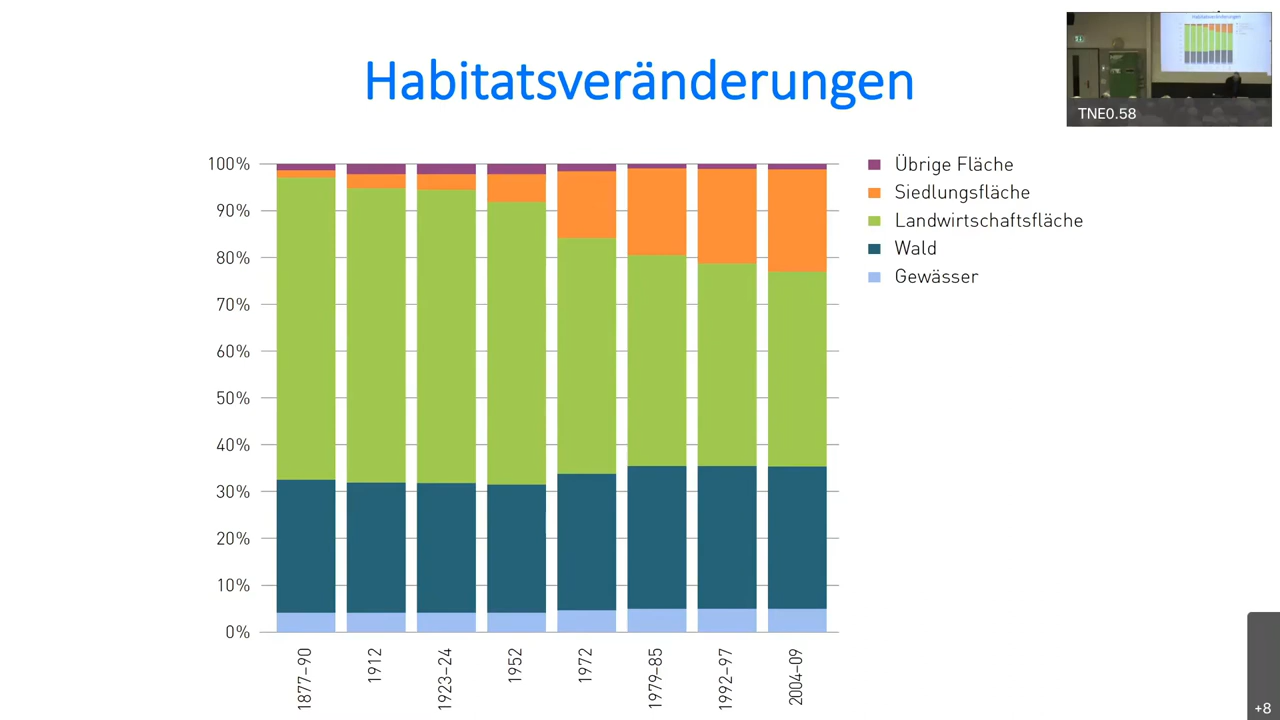 Habitatsveränderungen
TNE0.58
100%
90%
80%
70%
60%
50%
40%
30%
20%
10%
0%
1877–90
1912
1923–24
1952
1972
1979–85
1992–97
2004–09
Übrige Fläche
Siedlungsfläche
Landwirtschaftsfläche
Wald
Gewässer
+8